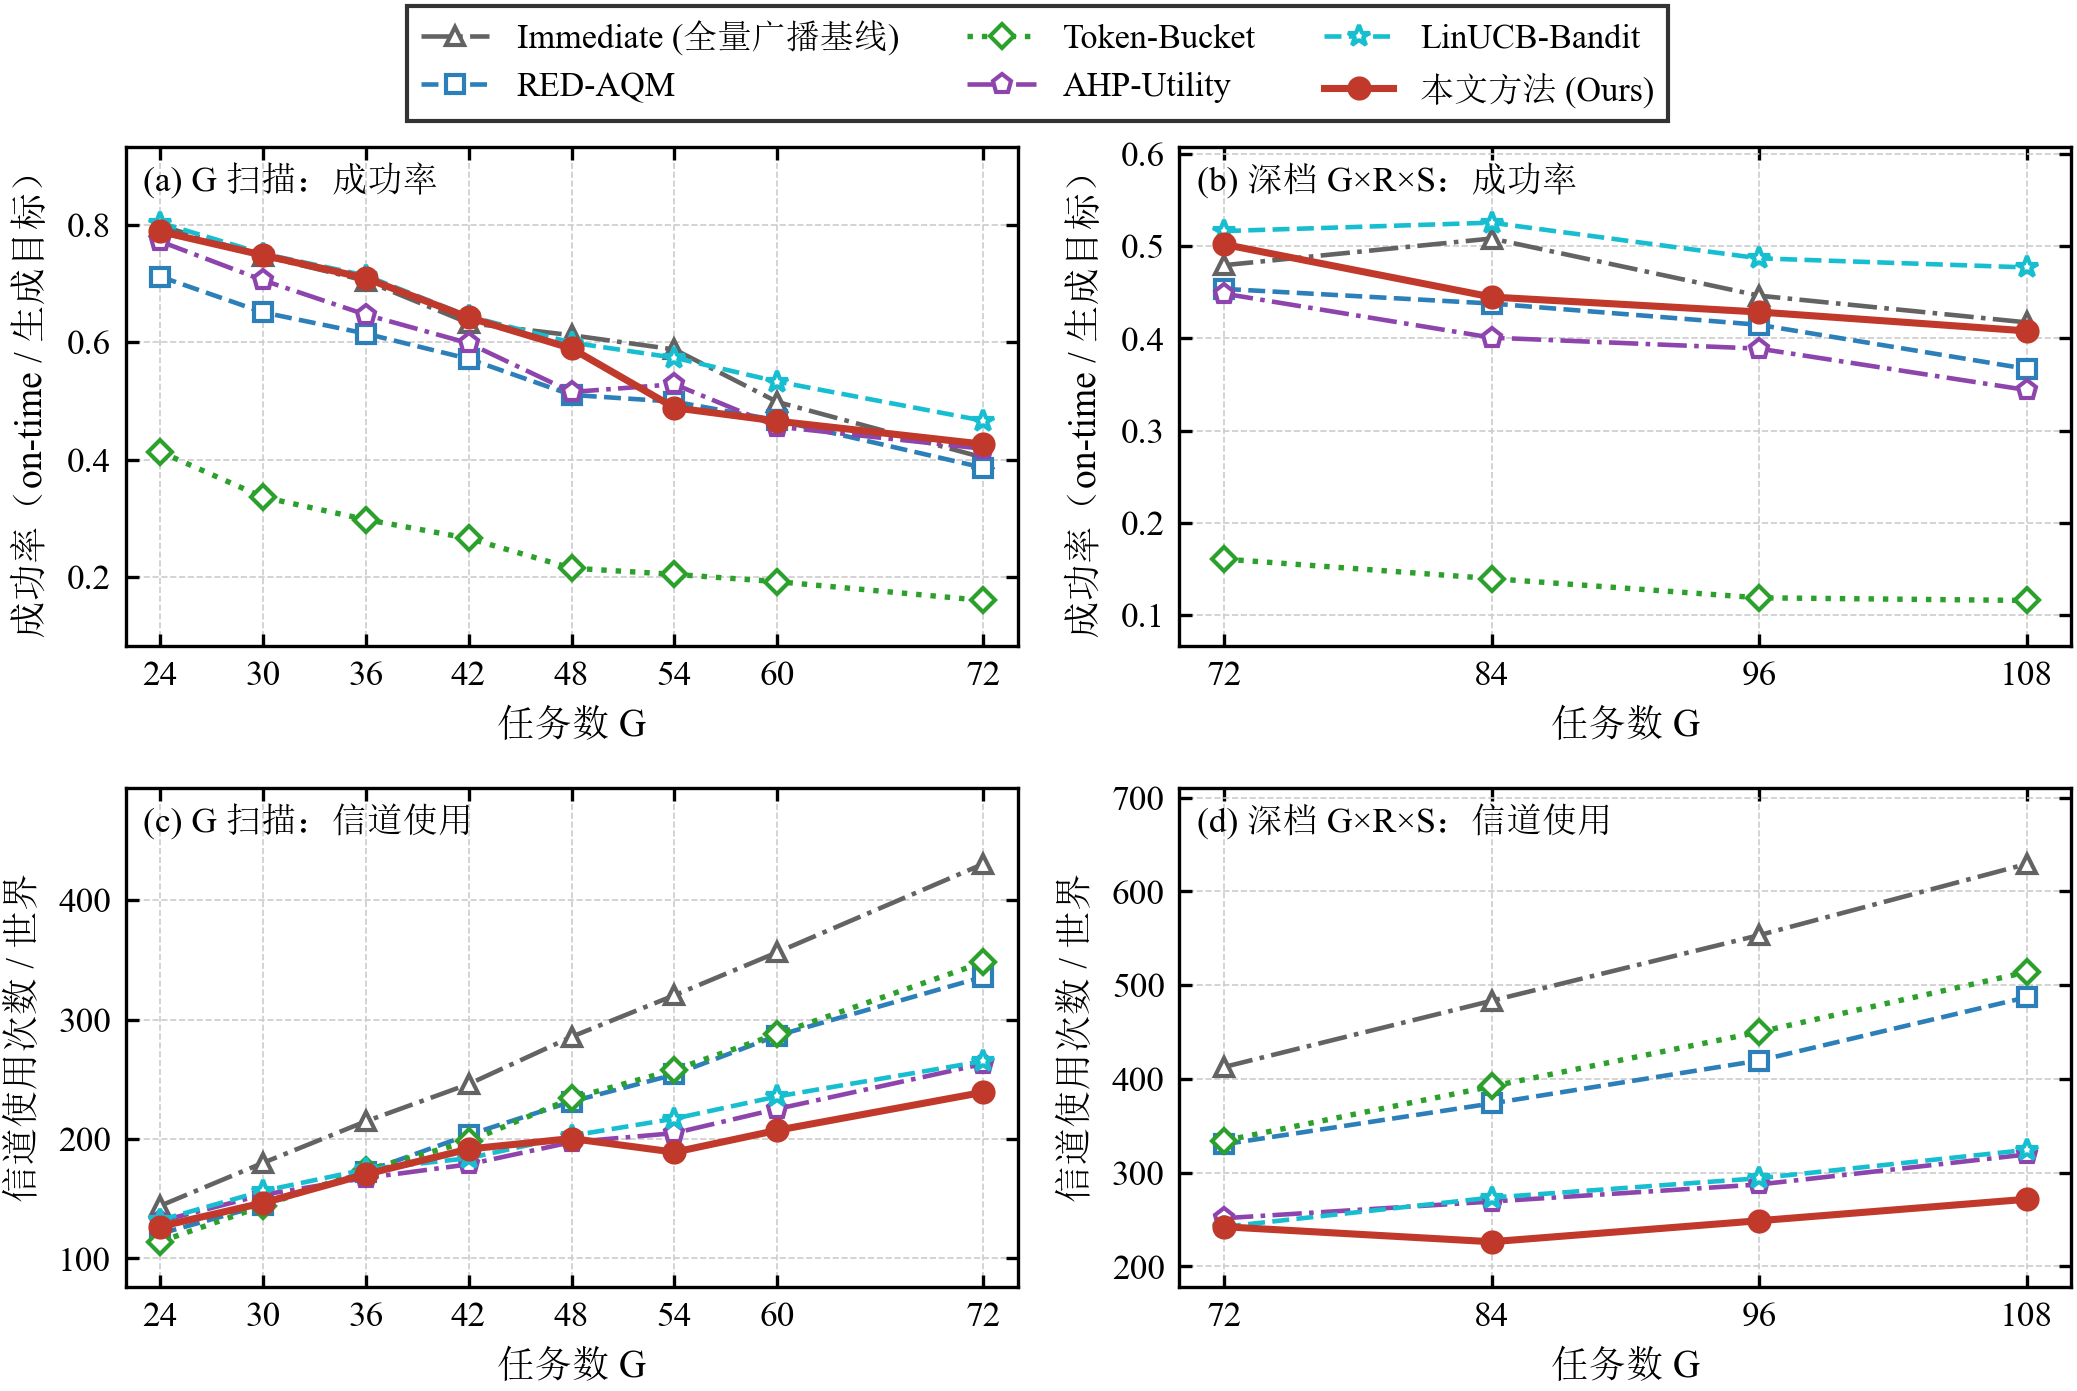 Immediate (全量广播基线)
RED-AQM
Token-Bucket
AHP-Utility
LinUCB-Bandit
本文方法 (Ours)
(a) G 扫描：成功率
成功率（on-time / 生成目标）
0.8
0.6
0.4
0.2
24 30 36 42 48 54 60 72
任务数 G
(b) 深档 G×R×S：成功率
成功率（on-time / 生成目标）
0.6
0.5
0.4
0.3
0.2
0.1
72 84 96 108
任务数 G
(c) G 扫描：信道使用
信道使用次数 / 世界
400
300
200
100
24 30 36 42 48 54 60 72
任务数 G
(d) 深档 G×R×S：信道使用
信道使用次数 / 世界
700
600
500
400
300
200
72 84 96 108
任务数 G